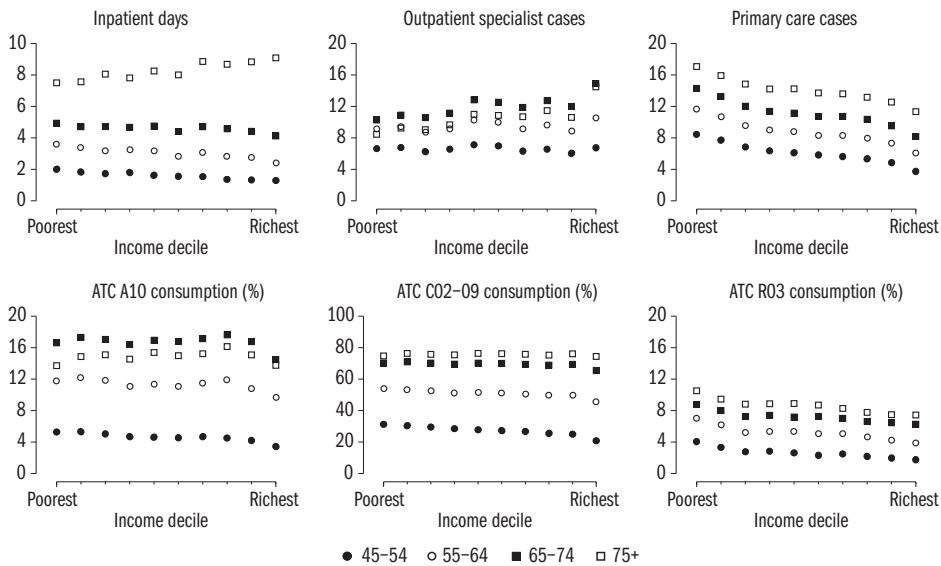 Inpatient days
10
8
6
4
2
0
Poorest Richest
Income decile
Outpatient specialist cases
20
16
12
8
4
0
Poorest Richest
Income decile
Primary care cases
20
16
12
8
4
0
Poorest Richest
Income decile
ATC A10 consumption (%)
20
16
12
8
4
0
Poorest Richest
Income decile
ATC C02–09 consumption (%)
100
80
60
40
20
0
Poorest Richest
Income decile
ATC R03 consumption (%)
20
16
12
8
4
0
Poorest Richest
Income decile
45–54 55–64 65–74 75+